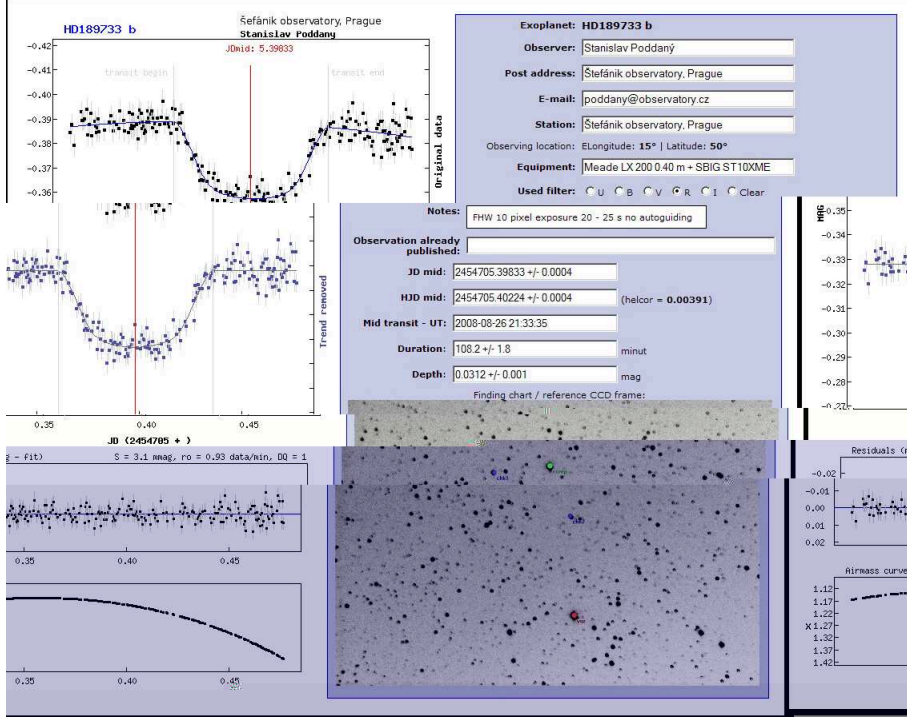 HD189733 b
Šefánik observatory, Prague
Stanislav Poddany
JDmid: 5.39833
transit begin
transit end
-0.42
-0.41
-0.40
-0.39
-0.38
-0.37
-0.36
Original data
Exoplanet: HD189733 b
Observer: Stanislav Poddaný
Post address: Štefánik observatory, Prague
E-mail: poddany@observatory.cz
Station: Štefánik observatory, Prague
Observing location: ELongitude: 15° | Latitude: 50°
Equipment: Meade LX 200 0.40 m + SBIG ST10XME
Used filter: U B V R I Clear
Notes: FHW 10 pixel exposure 20 - 25 s no autoguiding
Observation already published:
JD mid: 2454705.39833 +/- 0.0004
HJD mid: 2454705.40224 +/- 0.0004 (helcor = 0.00391)
Mid transit - UT: 2008-08-26 21:33:35
Duration: 108.2 +/- 1.8 minut
Depth: 0.0312 +/- 0.001 mag
Finding chart / reference CCD frame:
Trend removed
0.35 0.40 0.45
JD (2454705 + )
MAG
-0.35
-0.34
-0.33
-0.32
-0.31
-0.30
-0.29
-0.28
-0.27
g - fit) S = 3.1 mmag, ro = 0.93 data/min, DQ = 1
0.35 0.40 0.45
0.35 0.40 0.45
Residuals (m
-0.02
-0.01
0.00
0.01
0.02
Airmass curve
1.12
1.17
1.22
X 1.27
1.32
1.37
1.42